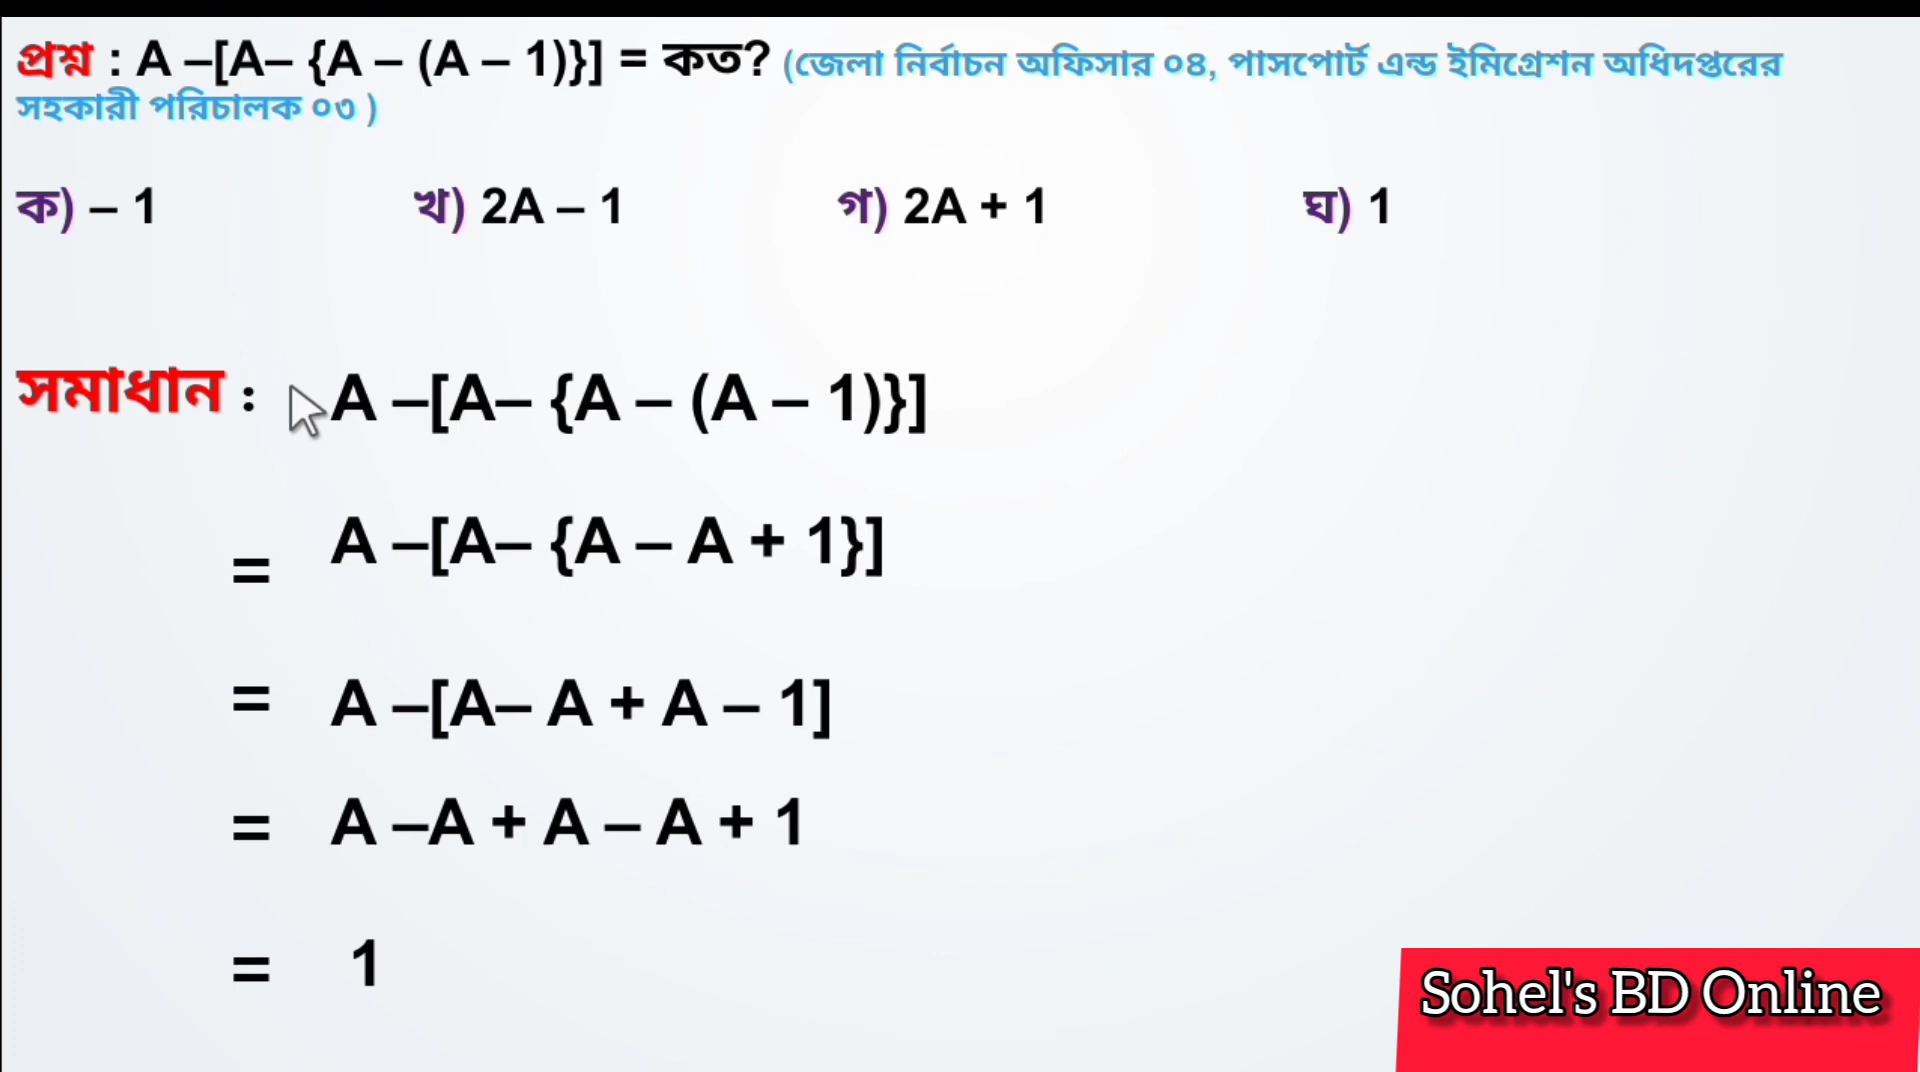 প্রশ্ন : A –[A– {A – (A – 1)}] = কত? (জেলা নির্বাচন অফিসার ০৪, পাসপোর্ট এন্ড ইমিগ্রেশন অধিদপ্তরের
সহকারী পরিচালক ০৩ )
ক) – 1 খ) 2A – 1 গ) 2A + 1 ঘ) 1
সমাধান : A –[A– {A – (A – 1)}]
= A –[A– {A – A + 1}]
= A –[A– A + A – 1]
= A –A + A – A + 1
= 1
Sohel's BD Online